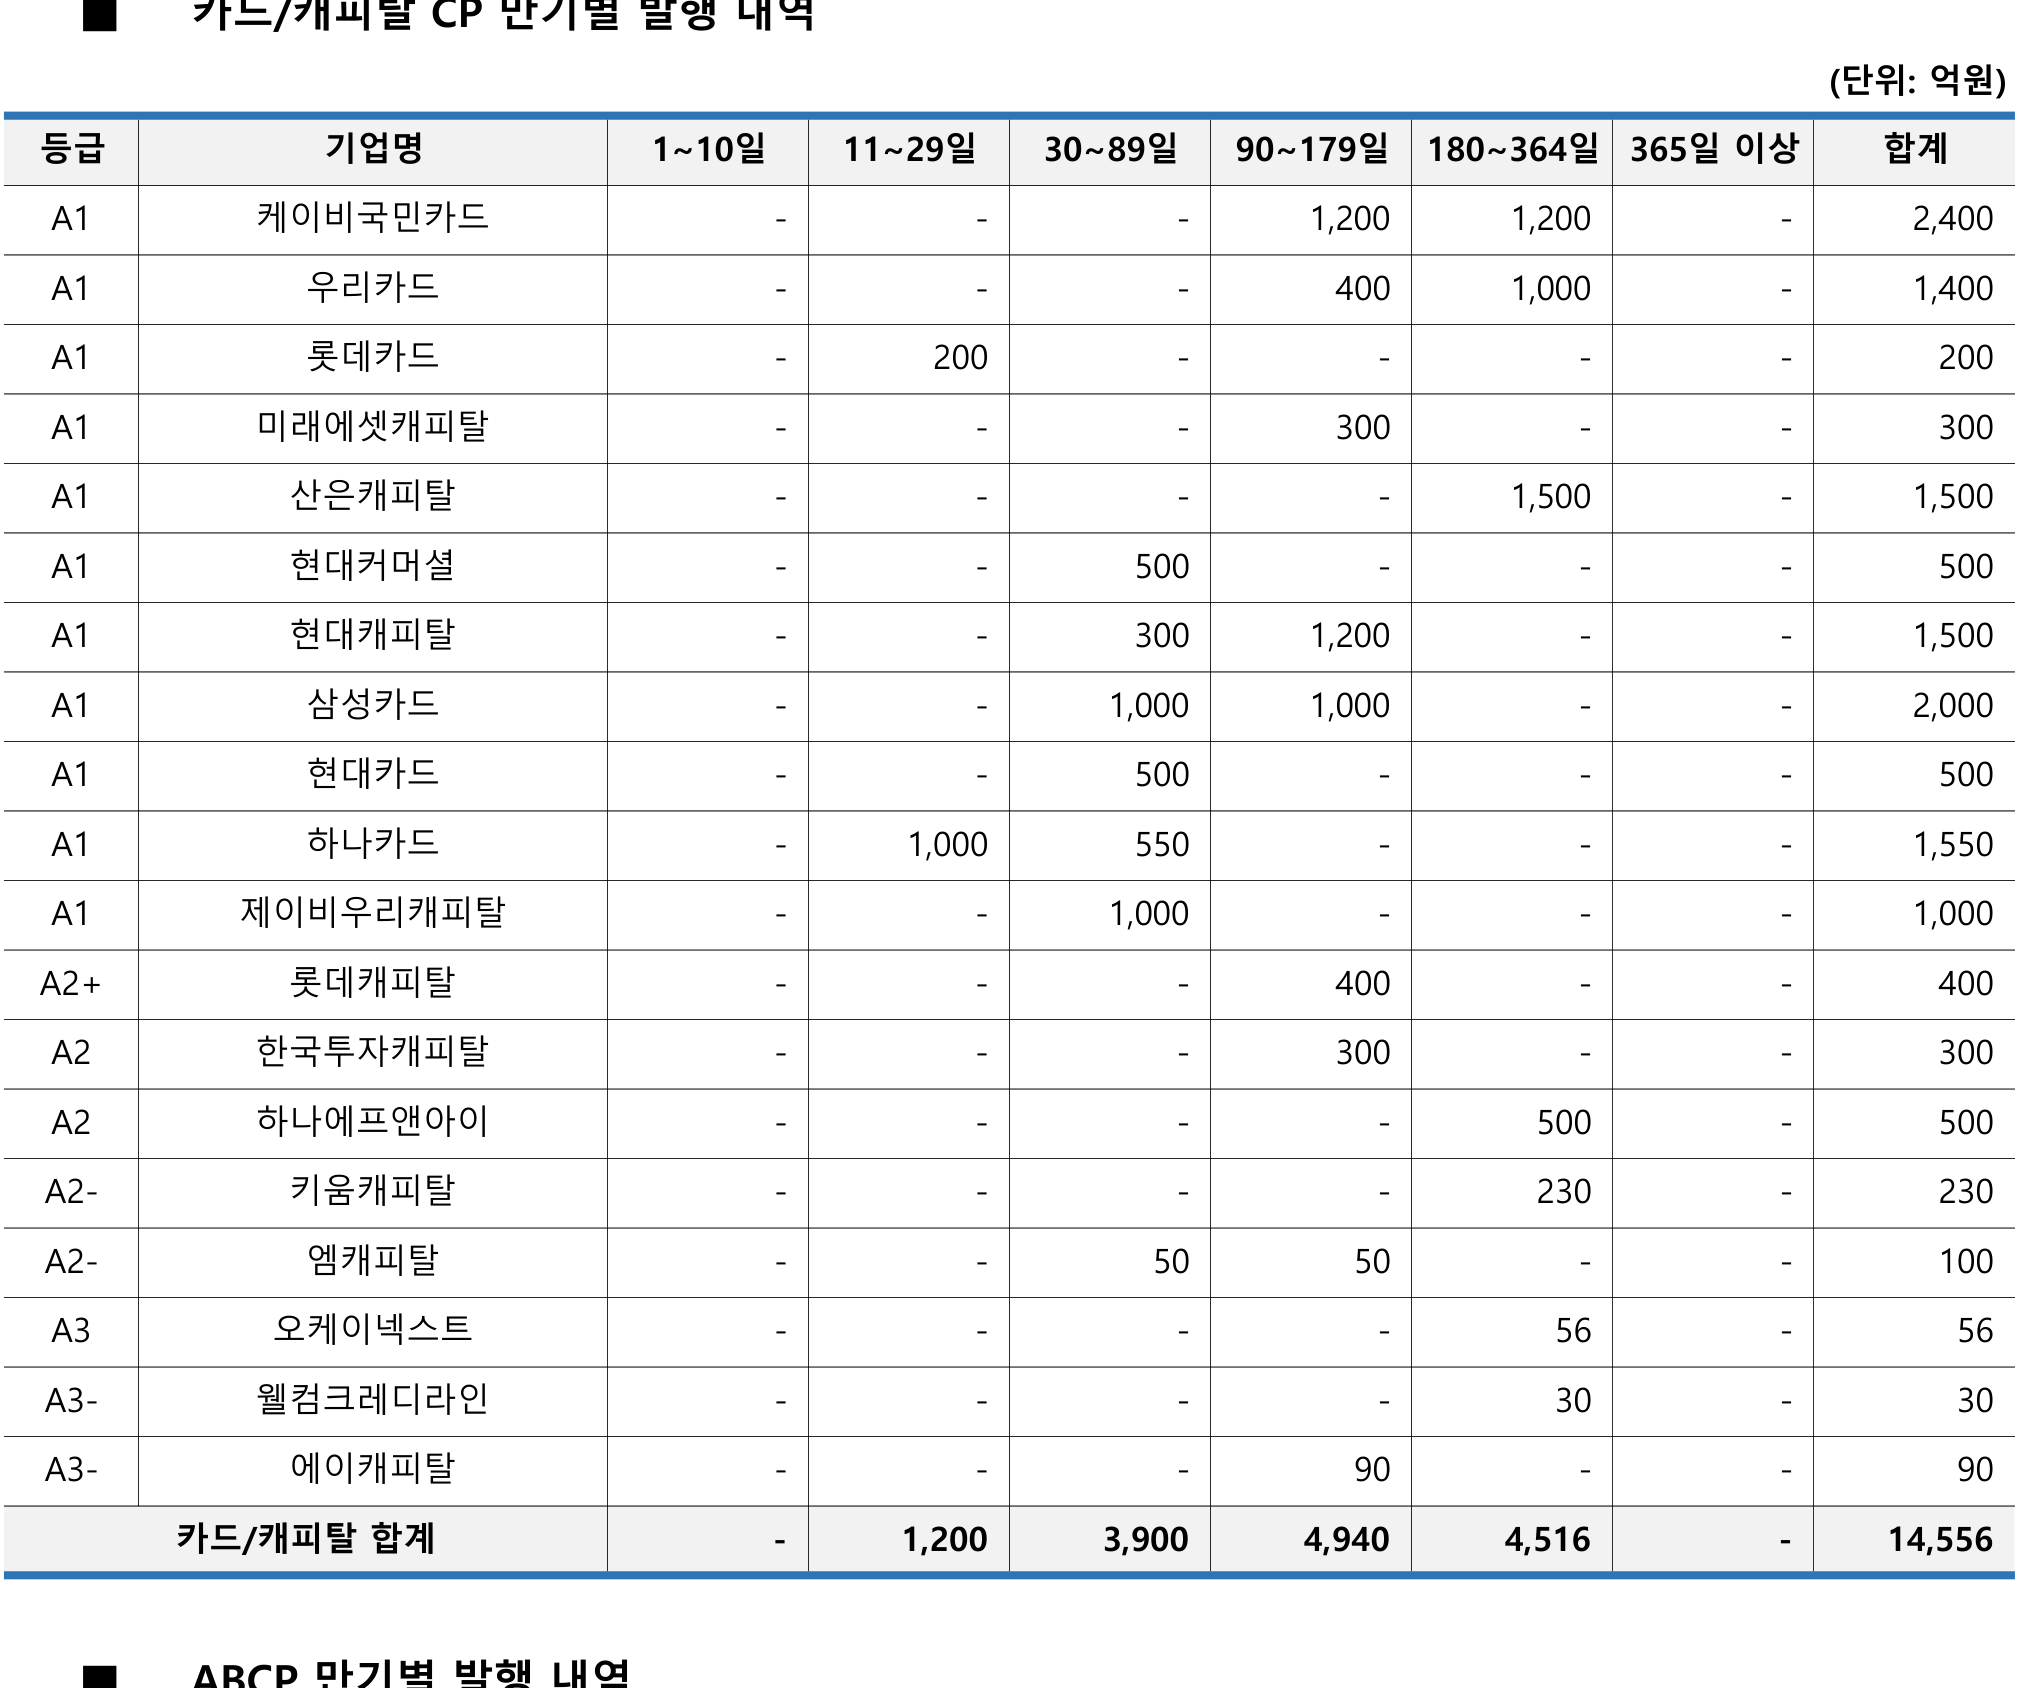 ■ 카드/캐피탈 CP 만기별 발행 내역
(단위: 억원)
등급 기업명 1~10일 11~29일 30~89일 90~179일 180~364일 365일 이상 합계
A1 케이비국민카드 - - - 1,200 1,200 - 2,400
A1 우리카드 - - - 400 1,000 - 1,400
A1 롯데카드 - 200 - - - - 200
A1 미래에셋캐피탈 - - - 300 - - 300
A1 산은캐피탈 - - - - 1,500 - 1,500
A1 현대커머셜 - - 500 - - - 500
A1 현대캐피탈 - - 300 1,200 - - 1,500
A1 삼성카드 - - 1,000 1,000 - - 2,000
A1 현대카드 - - 500 - - - 500
A1 하나카드 - 1,000 550 - - - 1,550
A1 제이비우리캐피탈 - - 1,000 - - - 1,000
A2+ 롯데캐피탈 - - - 400 - - 400
A2 한국투자캐피탈 - - - 300 - - 300
A2 하나에프앤아이 - - - - 500 - 500
A2- 키움캐피탈 - - - - 230 - 230
A2- 엠캐피탈 - - 50 50 - - 100
A3 오케이넥스트 - - - - 56 - 56
A3- 웰컴크레디라인 - - - - 30 - 30
A3- 에이캐피탈 - - - 90 - - 90
카드/캐피탈 합계 - 1,200 3,900 4,940 4,516 - 14,556
■ ABCP 만기별 발행 내역